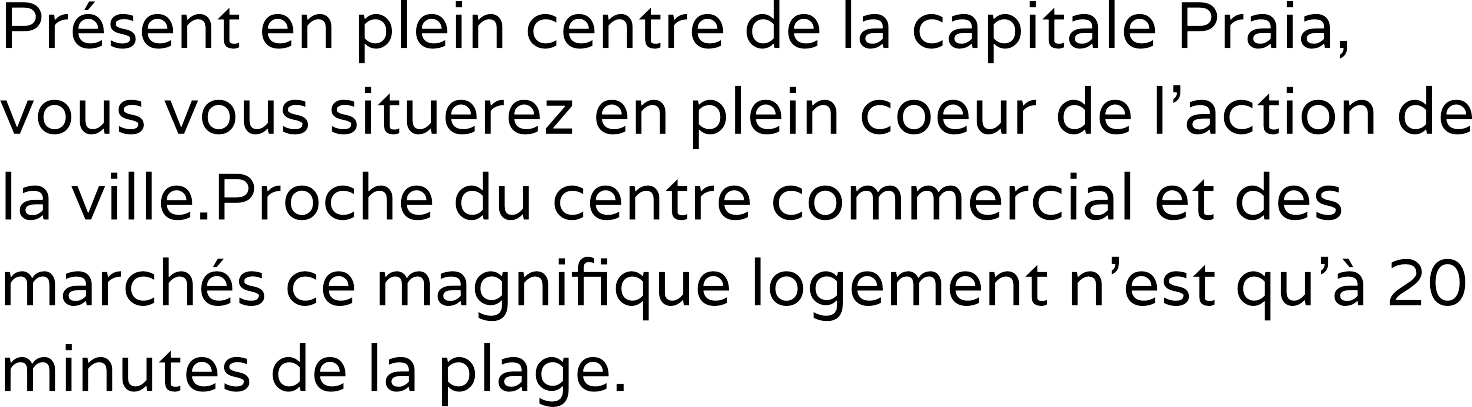 Présent en plein centre de la capitale Praia,
vous vous situerez en plein coeur de l’action de
la ville.Proche du centre commercial et des
marchés ce magnifique logement n’est qu’à 20
minutes de la plage.